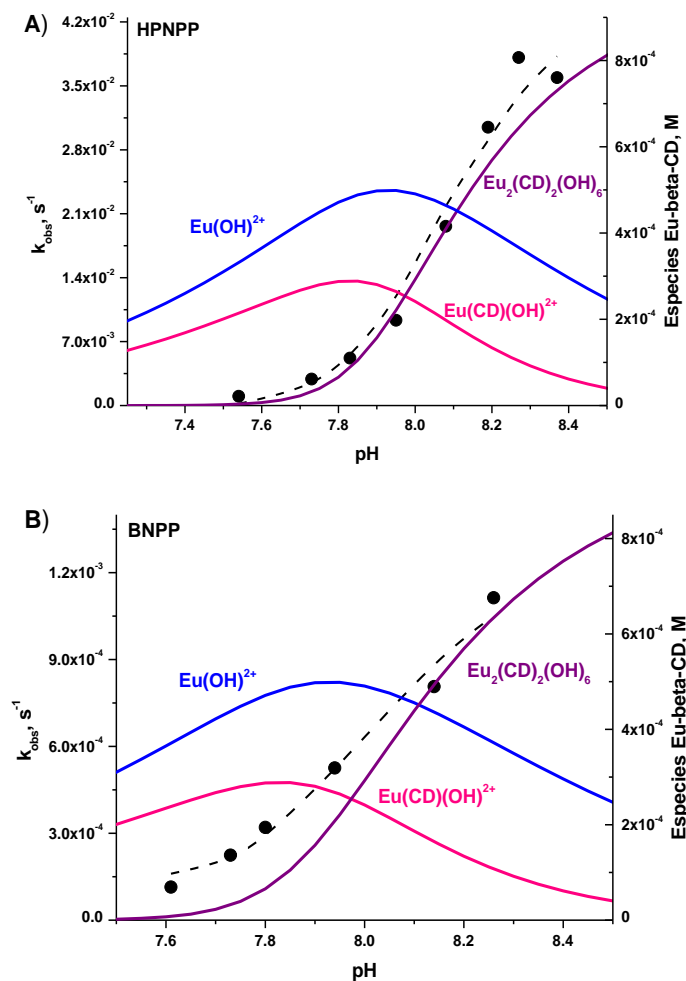 A)
HPNPP
4.2x10⁻²
3.5x10⁻²
2.8x10⁻²
2.1x10⁻²
1.4x10⁻²
7.0x10⁻³
0.0
k_obs, s⁻¹
8x10⁻⁴
6x10⁻⁴
4x10⁻⁴
2x10⁻⁴
0
Especies Eu-beta-CD, M
Eu(OH)²⁺
Eu₂(CD)₂(OH)₆
Eu(CD)(OH)²⁺
7.4 7.6 7.8 8.0 8.2 8.4
pH
B)
BNPP
1.2x10⁻³
9.0x10⁻⁴
6.0x10⁻⁴
3.0x10⁻⁴
0.0
k_obs, s⁻¹
8x10⁻⁴
6x10⁻⁴
4x10⁻⁴
2x10⁻⁴
0
Especies Eu-beta-CD, M
Eu(OH)²⁺
Eu₂(CD)₂(OH)₆
Eu(CD)(OH)²⁺
7.6 7.8 8.0 8.2 8.4
pH